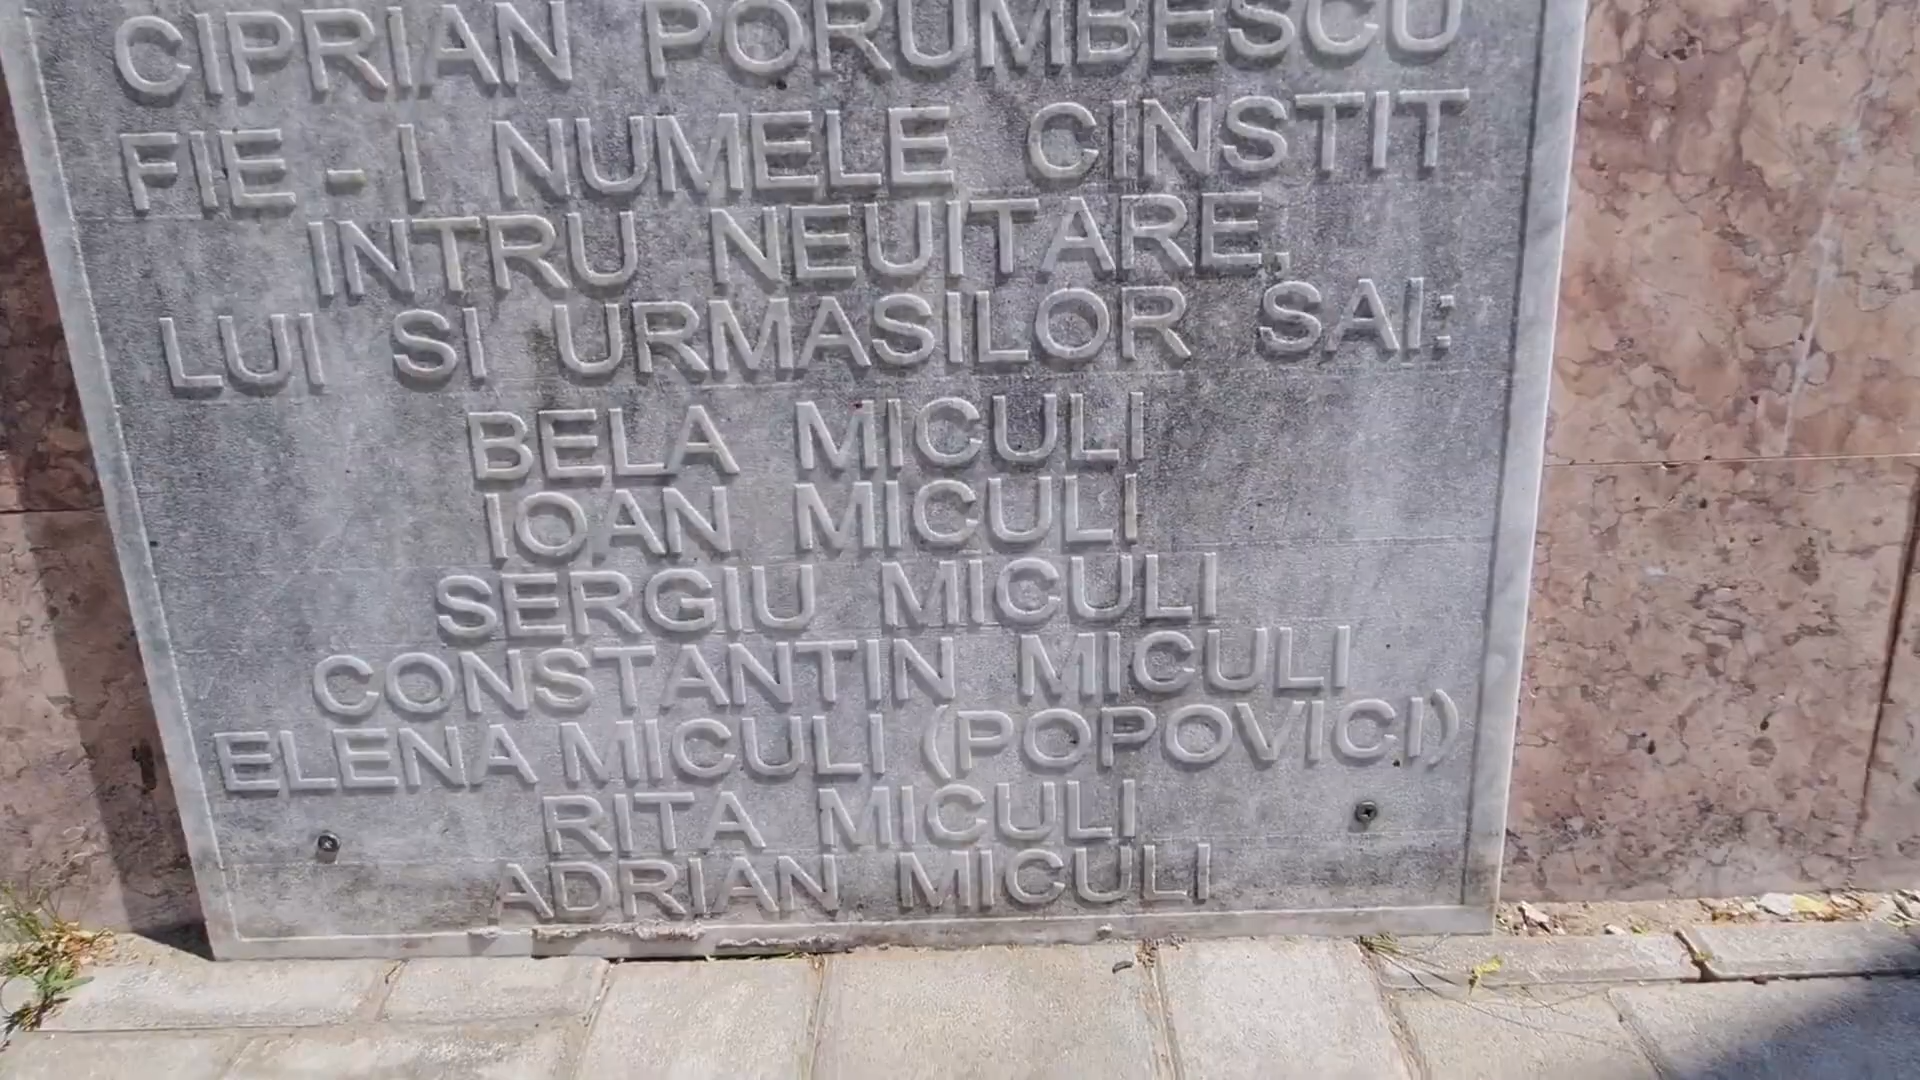 CIPRIAN PORUMBESCU
FIE - I NUMELE CINSTIT
INTRU NEUITARE,
LUI SI URMASILOR SAI:
BELA MICULI
IOAN MICULI
SERGIU MICULI
CONSTANTIN MICULI
ELENA MICULI (POPOVICI)
RITA MICULI
ADRIAN MICULI